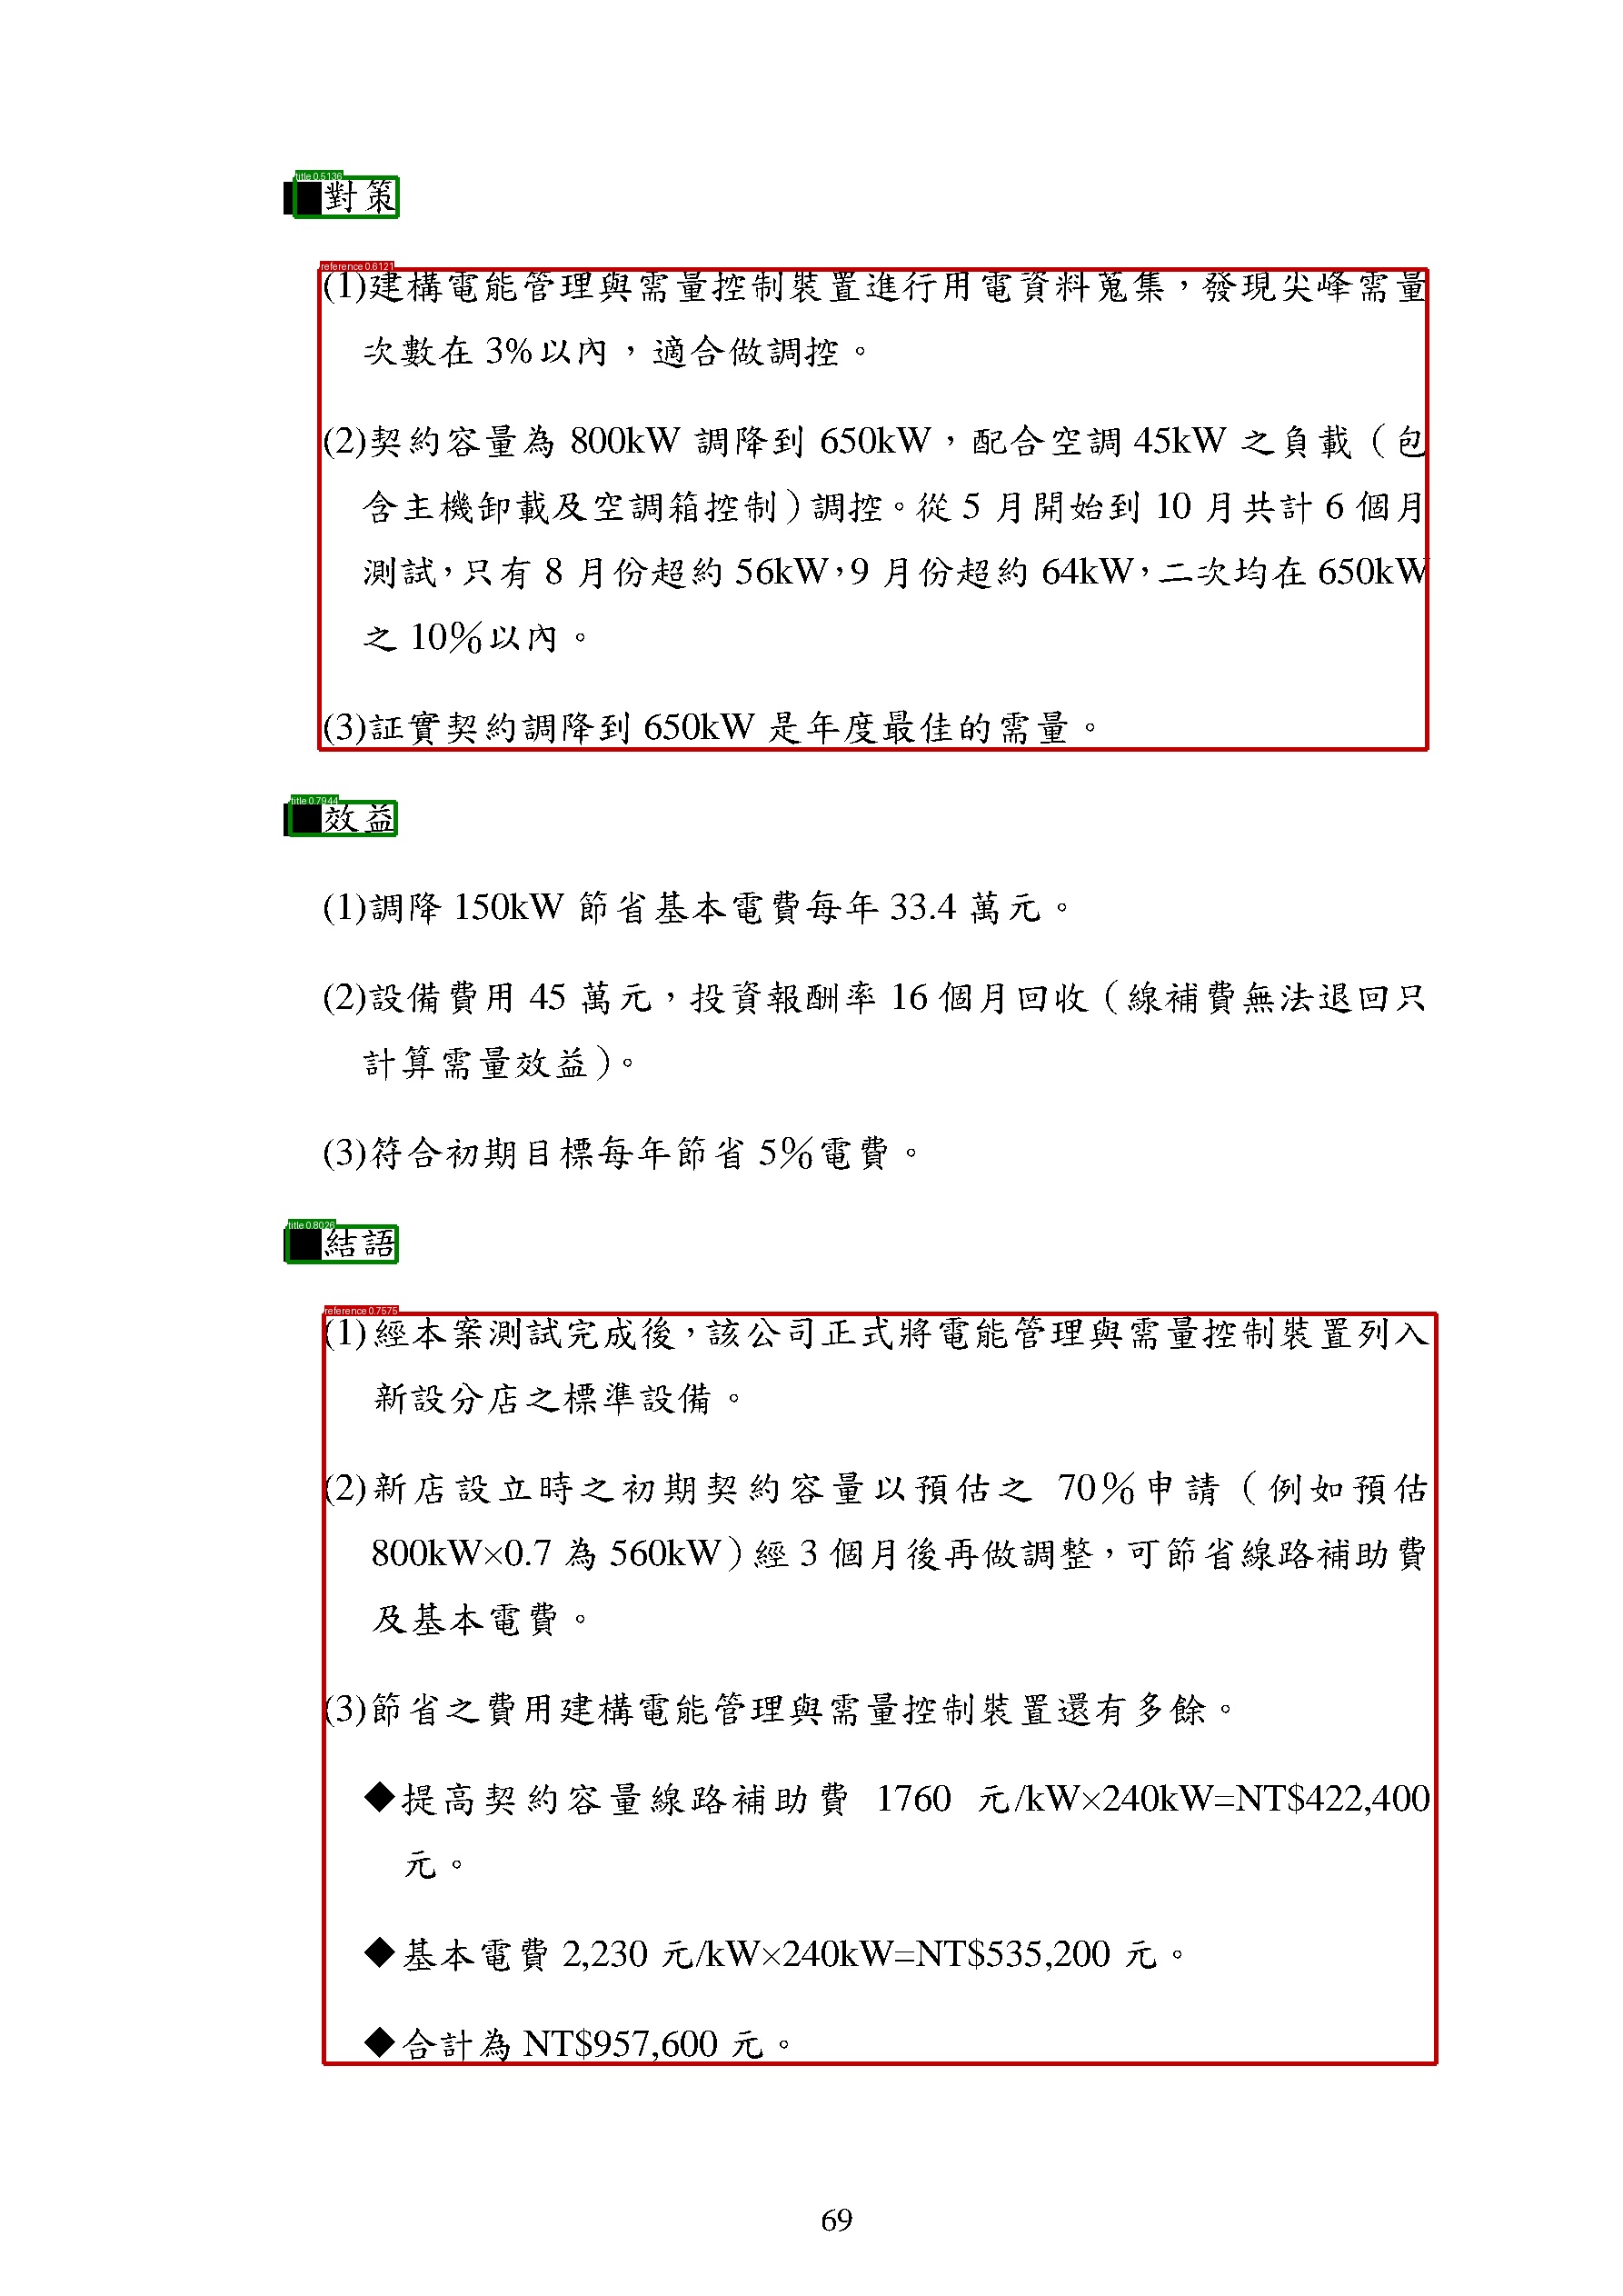 title 0.5136
■對策
reference 0.6121
(1)建構電能管理與需量控制裝置進行用電資料蒐集，發現尖峰需量
次數在 3%以內，適合做調控。
(2)契約容量為 800kW 調降到 650kW，配合空調 45kW 之負載（包
含主機卸載及空調箱控制）調控。從 5 月開始到 10 月共計 6 個月
測試，只有 8 月份超約 56kW，9 月份超約 64kW，二次均在 650kW
之 10％以內。
(3)証實契約調降到 650kW 是年度最佳的需量。
title 0.7944
■效益
(1)調降 150kW 節省基本電費每年 33.4 萬元。
(2)設備費用 45 萬元，投資報酬率 16 個月回收（線補費無法退回只
計算需量效益）。
(3)符合初期目標每年節省 5％電費。
title 0.8026
■結語
reference 0.7575
(1)經本案測試完成後，該公司正式將電能管理與需量控制裝置列入
新設分店之標準設備。
(2)新店設立時之初期契約容量以預估之 70％申請（例如預估
800kW×0.7 為 560kW）經 3 個月後再做調整，可節省線路補助費
及基本電費。
(3)節省之費用建構電能管理與需量控制裝置還有多餘。
◆提高契約容量線路補助費 1760 元/kW×240kW=NT$422,400
元。
◆基本電費 2,230 元/kW×240kW=NT$535,200 元。
◆合計為 NT$957,600 元。
69